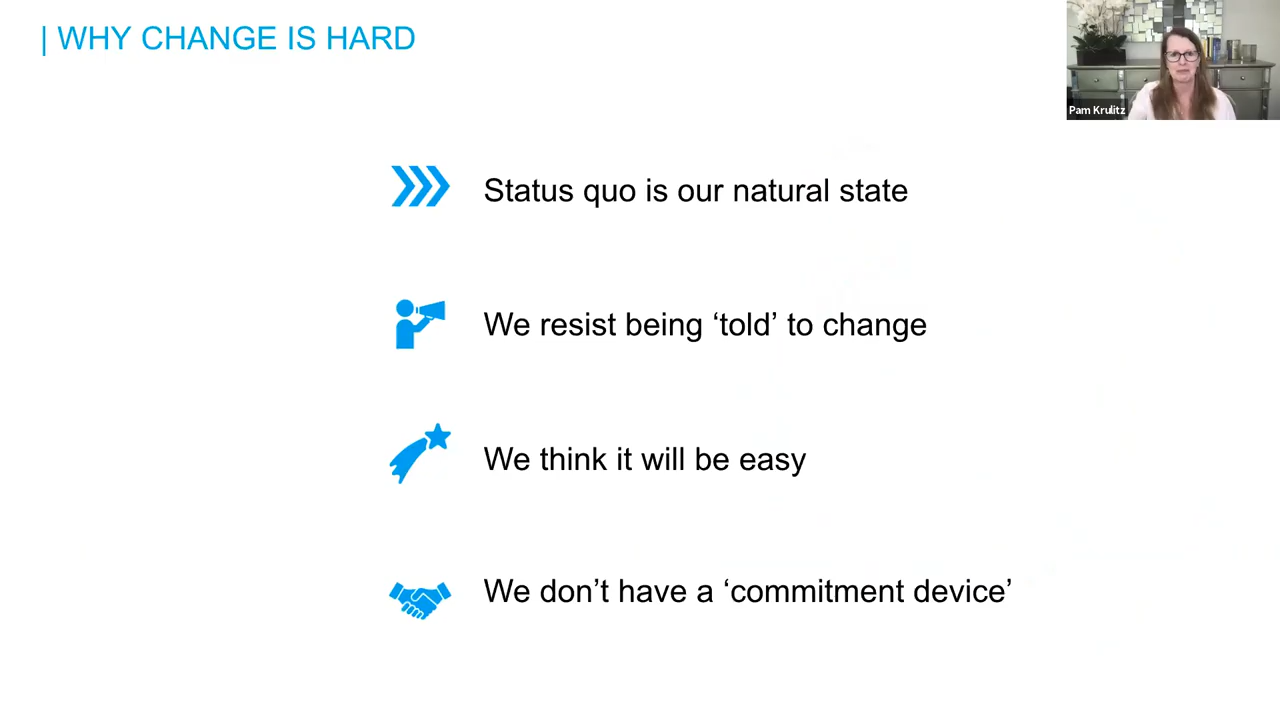 | WHY CHANGE IS HARD
Pam Krulitz
Status quo is our natural state
We resist being ‘told’ to change
We think it will be easy
We don’t have a ‘commitment device’